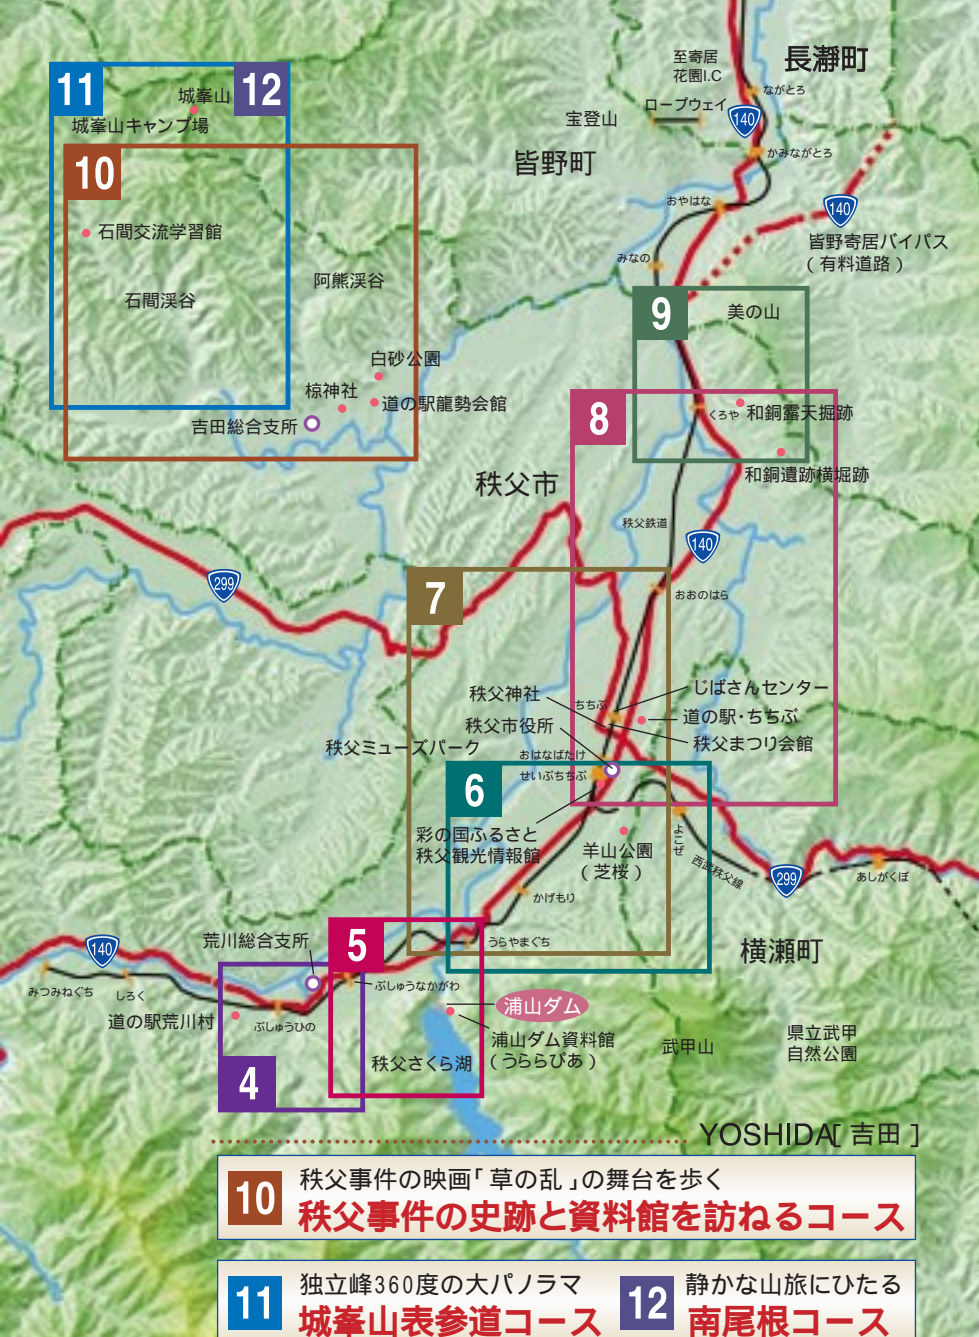 至寄居
花園I.C
長瀞町
ながとろ
11
12
城峯山
城峯山キャンプ場
ロープウェイ
宝登山
140
かみながとろ
10
皆野町
おやはな
140
石間交流学習館
皆野寄居バイパス
(有料道路)
みなの
阿熊渓谷
石間渓谷
9
美の山
白砂公園
椋神社
道の駅龍勢会館
吉田総合支所
8
くろや
和銅露天掘跡
和銅遺跡横堀跡
秩父市
秩父鉄道
140
299
7
おおのはら
秩父神社
じばさんセンター
ちちぶ
道の駅・ちちぶ
秩父市役所
秩父まつり会館
秩父ミューズパーク
おはなばたけ
せいぶちちぶ
6
彩の国ふるさと
秩父観光情報館
羊山公園
(芝桜)
よこぜ
西武秩父線
299
あしがくぼ
かげもり
140
荒川総合支所
5
うらやまぐち
横瀬町
みつみねぐち
しろく
ぶしゅうなかがわ
道の駅荒川村
ぶしゅうひの
浦山ダム
浦山ダム資料館
(うららぴあ)
武甲山
県立武甲
自然公園
4
秩父さくら湖
YOSHIDA[吉田]
10
秩父事件の映画「草の乱」の舞台を歩く
秩父事件の史跡と資料館を訪ねるコース
11
独立峰360度の大パノラマ
城峯山表参道コース
12
静かな山旅にひたる
南尾根コース